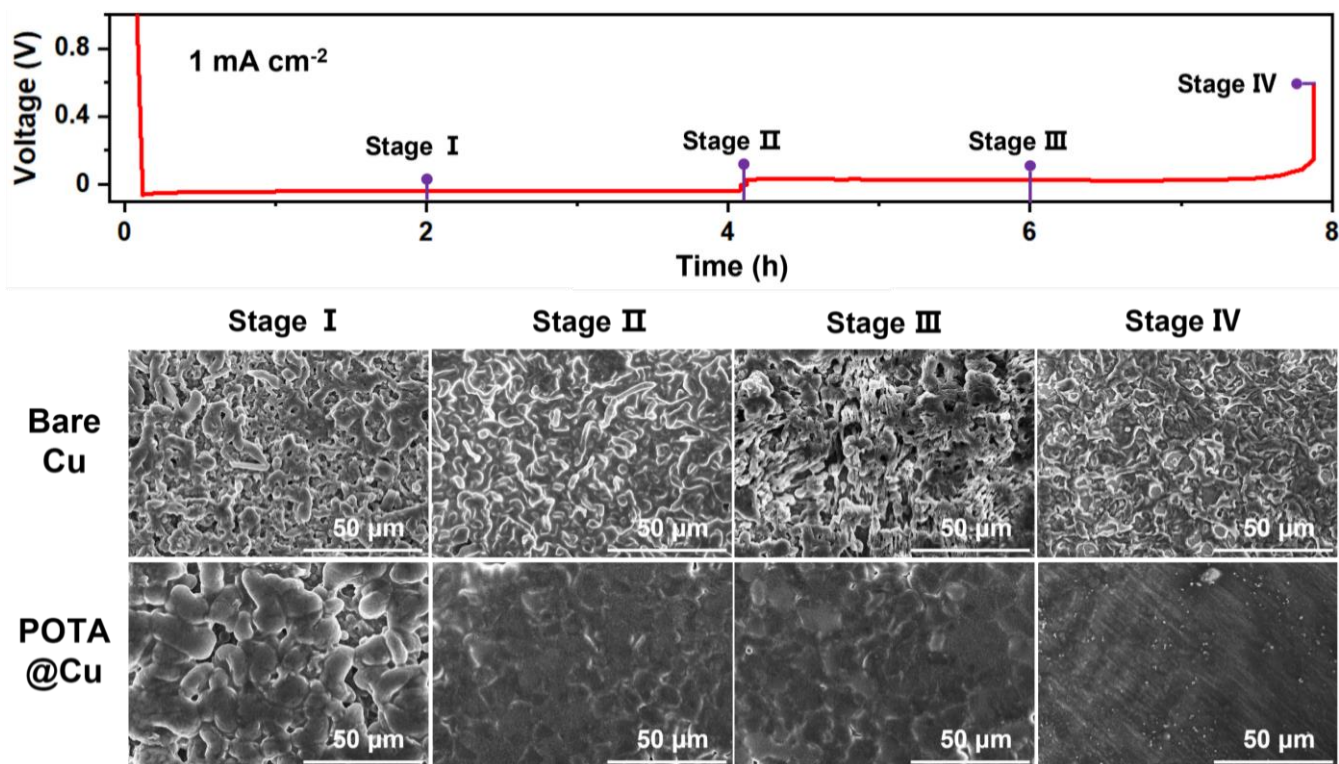 Voltage (V)
0.8
0.4
0
1 mA cm⁻²
Stage Ⅰ
Stage Ⅱ
Stage Ⅲ
Stage Ⅳ
0 2 4 6 8
Time (h)
Stage Ⅰ Stage Ⅱ Stage Ⅲ Stage Ⅳ
Bare
Cu
50 μm 50 μm 50 μm 50 μm
POTA
@Cu
50 μm 50 μm 50 μm 50 μm